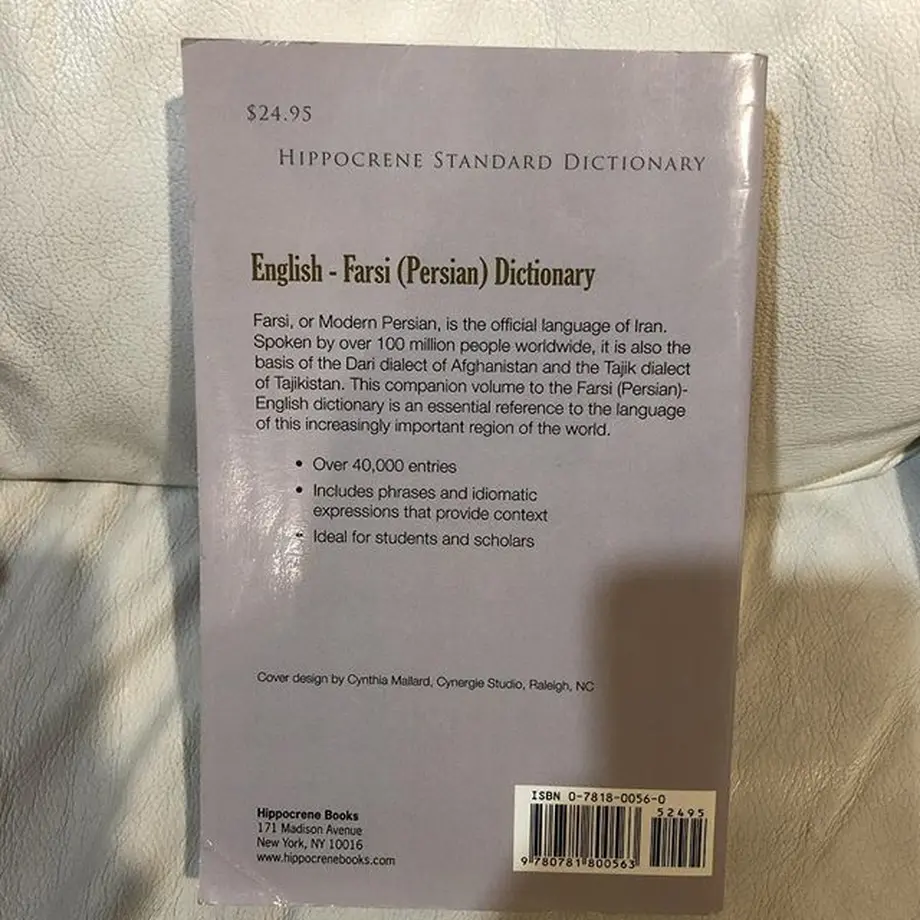 $24.95
HIPPOCRENE STANDARD DICTIONARY
English - Farsi (Persian) Dictionary
Farsi, or Modern Persian, is the official language of Iran.
Spoken by over 100 million people worldwide, it is also the
basis of the Dari dialect of Afghanistan and the Tajik dialect
of Tajikistan. This companion volume to the Farsi (Persian)-
English dictionary is an essential reference to the language
of this increasingly important region of the world.
• Over 40,000 entries
• Includes phrases and idiomatic
expressions that provide context
• Ideal for students and scholars
Cover design by Cynthia Mallard, Cynergie Studio, Raleigh, NC
Hippocrene Books
171 Madison Avenue
New York, NY 10016
www.hippocrenebooks.com
ISBN 0-7818-0056-0
52495
9 780781 800563